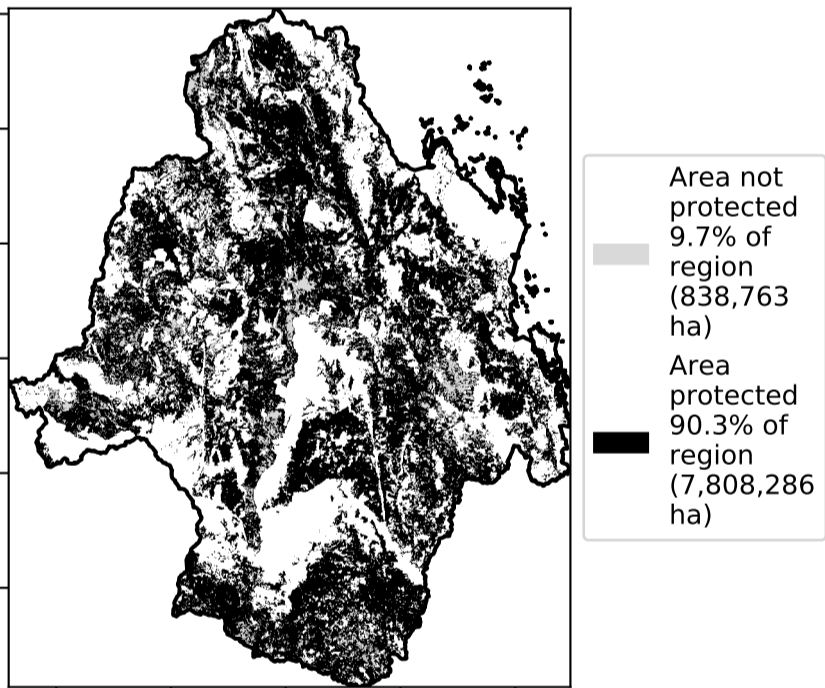 Area not
protected
9.7% of
region
(838,763
ha)
Area
protected
90.3% of
region
(7,808,286
ha)